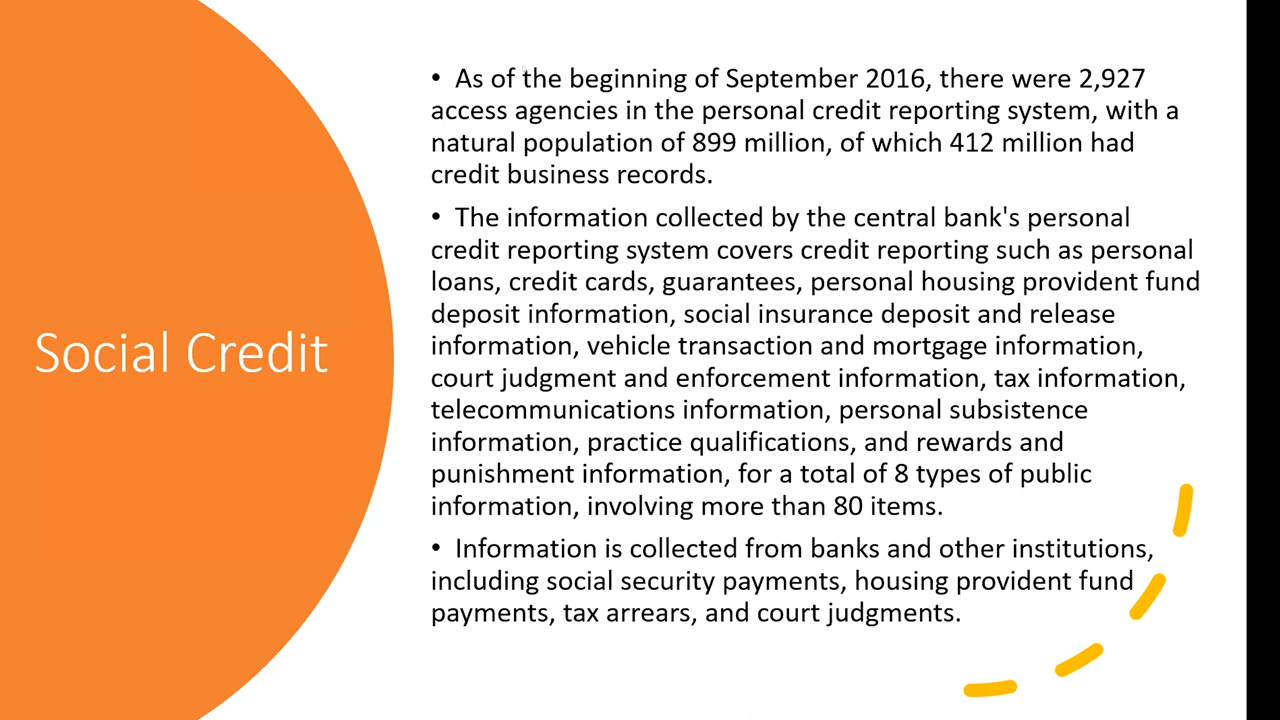 Social Credit
• As of the beginning of September 2016, there were 2,927
access agencies in the personal credit reporting system, with a
natural population of 899 million, of which 412 million had
credit business records.
• The information collected by the central bank's personal
credit reporting system covers credit reporting such as personal
loans, credit cards, guarantees, personal housing provident fund
deposit information, social insurance deposit and release
information, vehicle transaction and mortgage information,
court judgment and enforcement information, tax information,
telecommunications information, personal subsistence
information, practice qualifications, and rewards and
punishment information, for a total of 8 types of public
information, involving more than 80 items.
• Information is collected from banks and other institutions,
including social security payments, housing provident fund
payments, tax arrears, and court judgments.